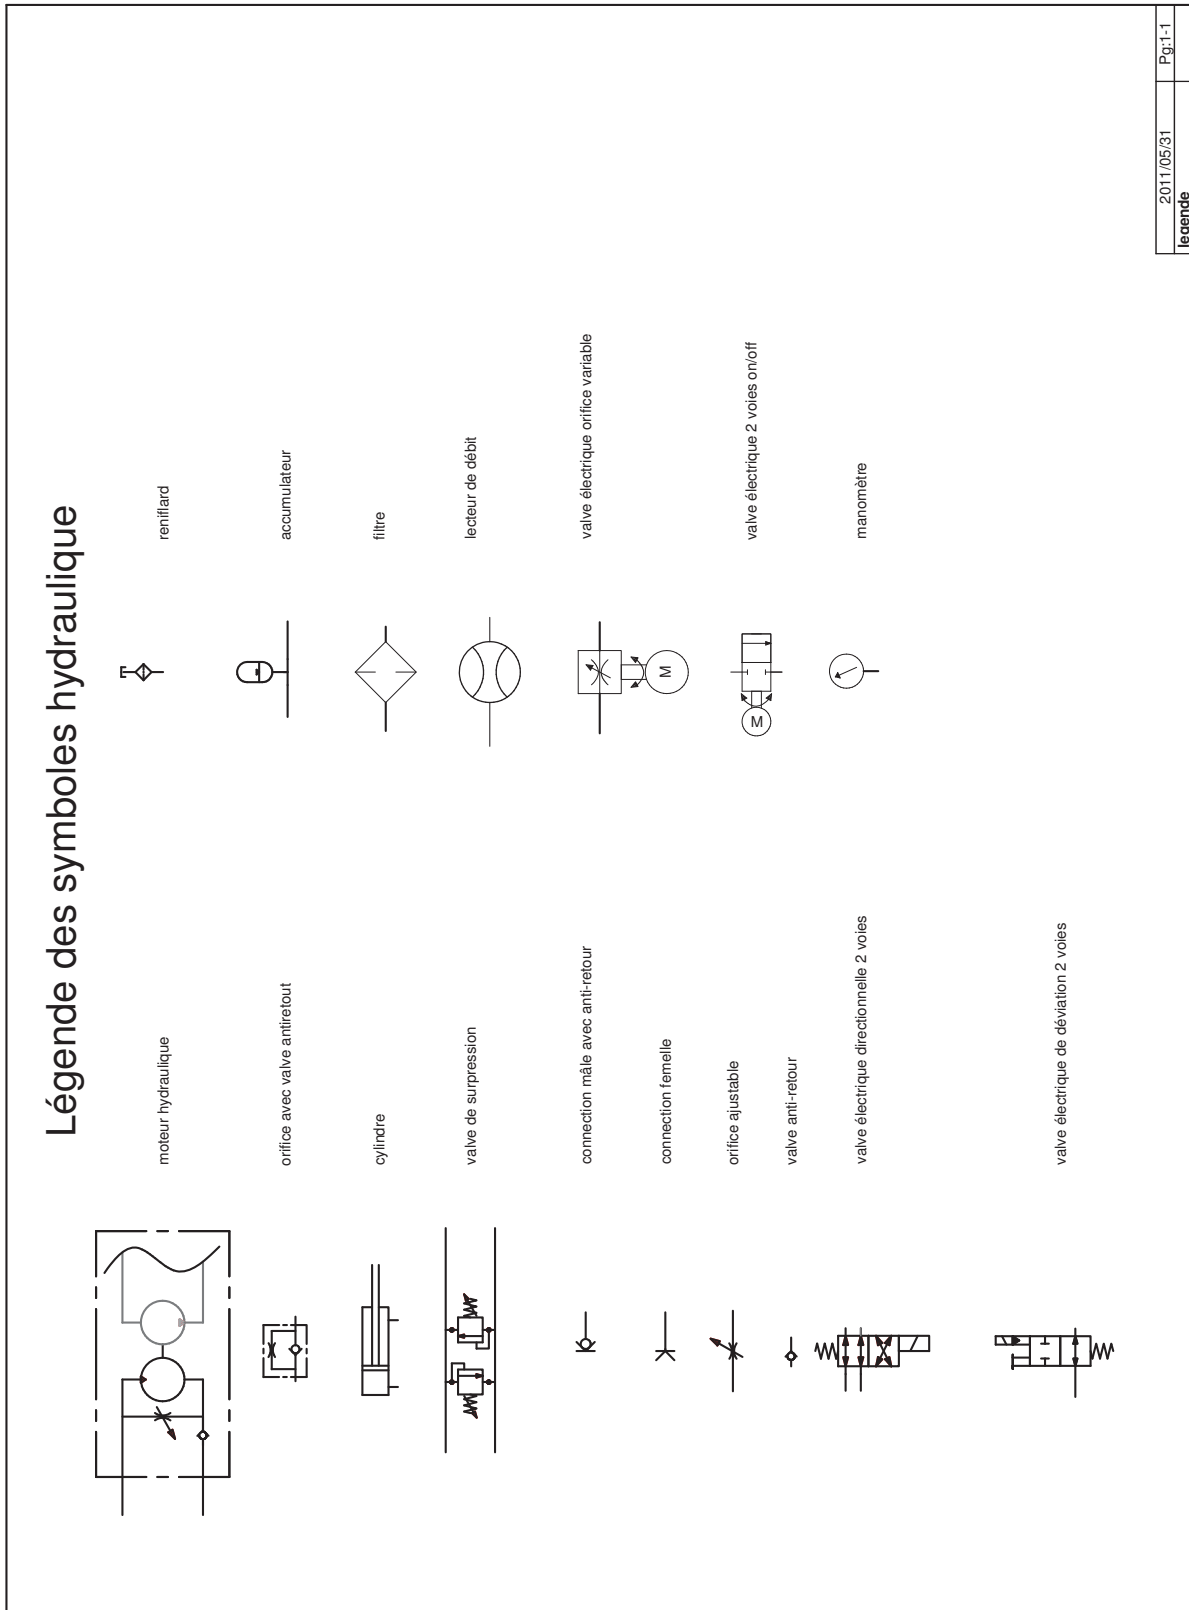 Légende des symboles hydraulique
moteur hydraulique
orifice avec valve antiretout
cylindre
valve de surpression
connection mâle avec anti-retour
connection femelle
orifice ajustable
valve anti-retour
valve électrique directionnelle 2 voies
valve électrique de déviation 2 voies
reniflard
accumulateur
filtre
lecteur de débit
valve électrique orifice variable
M
valve électrique 2 voies on/off
M
manomètre
2011/05/31 Pg:1-1
legende